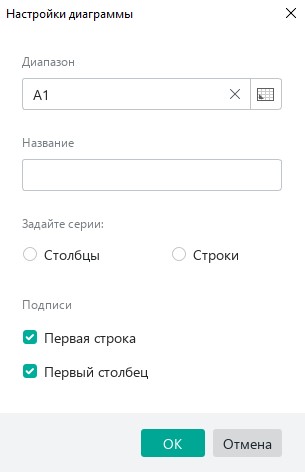 Настройки диаграммы
Диапазон
A1
Название
Задайте серии:
Столбцы
Строки
Подписи
Первая строка
Первый столбец
OK
Отмена